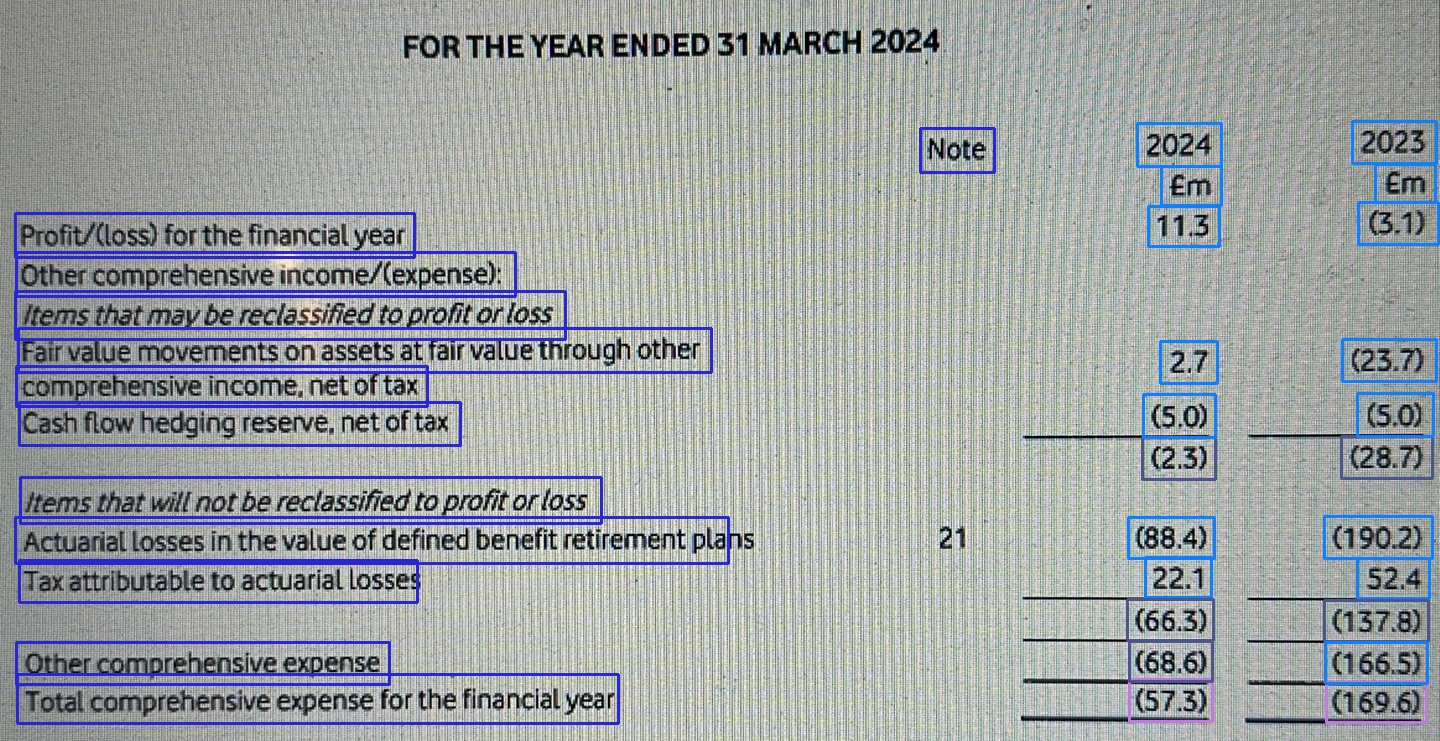 FOR THE YEAR ENDED 31 MARCH 2024
Note 2024 2023
£m £m
Profit/(loss) for the financial year 11.3 (3.1)
Other comprehensive income/(expense):
Items that may be reclassified to profit or loss
Fair value movements on assets at fair value through other
comprehensive income, net of tax 2.7 (23.7)
Cash flow hedging reserve, net of tax (5.0) (5.0)
(2.3) (28.7)
Items that will not be reclassified to profit or loss
Actuarial losses in the value of defined benefit retirement plans 21 (88.4) (190.2)
Tax attributable to actuarial losses 22.1 52.4
(66.3) (137.8)
Other comprehensive expense (68.6) (166.5)
Total comprehensive expense for the financial year (57.3) (169.6)